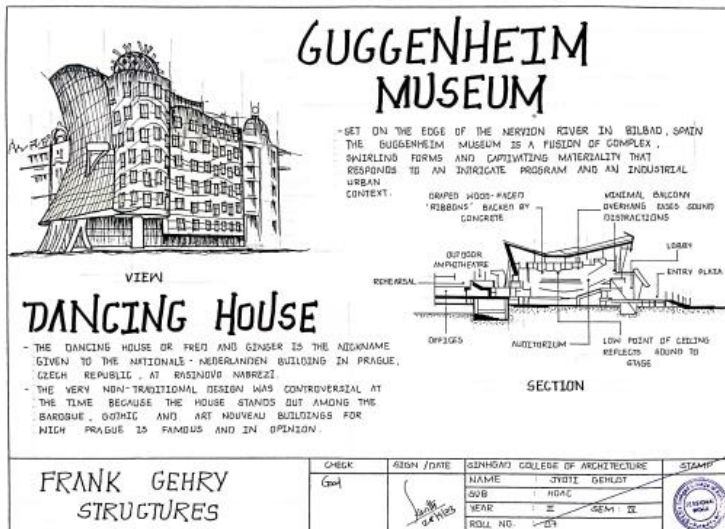 GUGGENHEIM
MUSEUM
- SET ON THE EDGE OF THE NERVION RIVER IN BILBAO, SPAIN
THE GUGGENHEIM MUSEUM IS A FUSION OF COMPLEX,
SWIRLING FORMS AND CAPTIVATING MATERIALITY THAT
RESPONDS TO AN INTRICATE PROGRAM AND AN INDUSTRIAL
URBAN
CONTEXT.
DRAPED WOOD-FACED
'RIBBONS' BACKED BY
CONCRETE
MINIMAL BALCONY
OVERHANG EASES SOUND
DISTRACTIONS
OUTDOOR
AMPHITHEATRE
LOBBY
REHEARSAL
ENTRY PLAZA
OFFICES
AUDITORIUM
LOW POINT OF CEILING
REFLECTS SOUND TO
STAGE
SECTION
VIEW
DANCING HOUSE
- THE DANCING HOUSE OR FRED AND GINGER IS THE NICKNAME
GIVEN TO THE NATIONALE - NEDERLANDEN BUILDING IN PRAGUE,
CZECH REPUBLIC, AT RASINOVO NABREZI.
- THE VERY NON-TRADITIONAL DESIGN WAS CONTROVERSIAL AT
THE TIME BECAUSE THE HOUSE STANDS OUT AMONG THE
BAROQUE, GOTHIC AND ART NOUVEAU BUILDINGS FOR
WICH PRAGUE IS FAMOUS AND IN OPINION.
FRANK GEHRY
STRUCTURES
CHECK
Good
SIGN / DATE
SINHGAD COLLEGE OF ARCHITECTURE
NAME : JYOTI GEHLOT
SUB : HOAC
YEAR : II SEM : IV
ROLL NO. - 07
STAMP